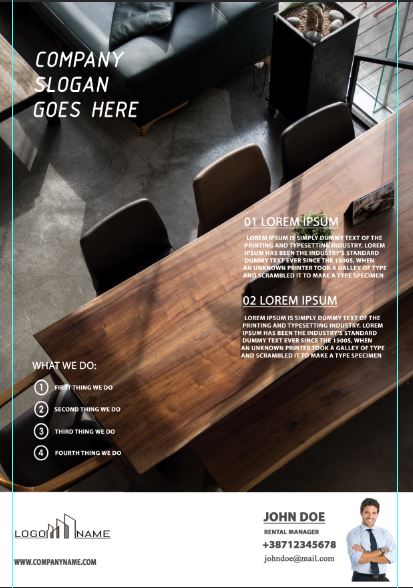 COMPANY
SLOGAN
GOES HERE
01 LOREM IPSUM
LOREM IPSUM IS SIMPLY DUMMY TEXT OF THE
PRINTING AND TYPESETTING INDUSTRY. LOREM
IPSUM HAS BEEN THE INDUSTRY'S STANDARD
DUMMY TEXT EVER SINCE THE 1500S, WHEN
AN UNKNOWN PRINTER TOOK A GALLEY OF TYPE
AND SCRAMBLED IT TO MAKE A TYPE SPECIMEN
02 LOREM IPSUM
LOREM IPSUM IS SIMPLY DUMMY TEXT OF THE
PRINTING AND TYPESETTING INDUSTRY. LOREM
IPSUM HAS BEEN THE INDUSTRY'S STANDARD
DUMMY TEXT EVER SINCE THE 1500S, WHEN
AN UNKNOWN PRINTER TOOK A GALLEY OF TYPE
AND SCRAMBLED IT TO MAKE A TYPE SPECIMEN
WHAT WE DO:
1 FIRST THING WE DO
2 SECOND THING WE DO
3 THIRD THING WE DO
4 FOURTH THING WE DO
LOGO NAME
WWW.COMPANYNAME.COM
JOHN DOE
RENTAL MANAGER
+38712345678
johndoe@mail.com